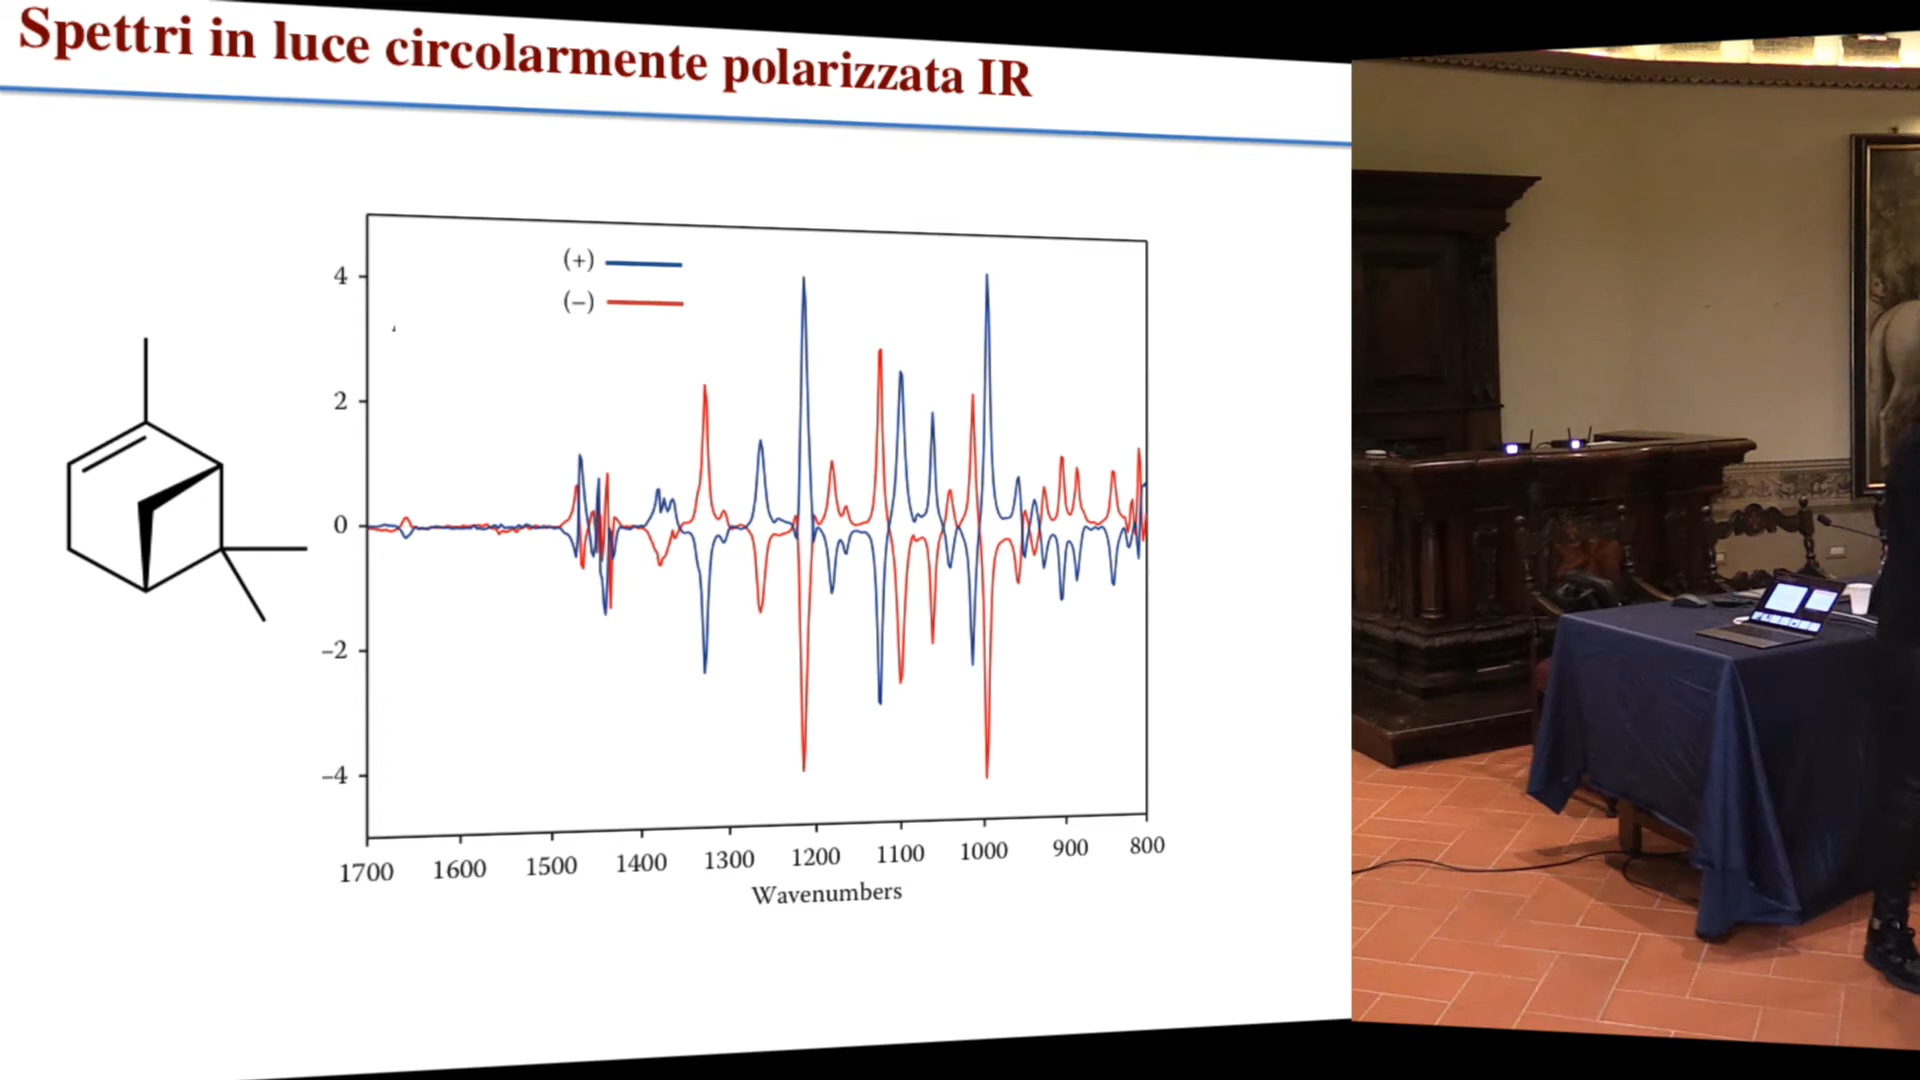 Spettri in luce circolarmente polarizzata IR
(+)
(–)
4
2
0
–2
–4
1700 1600 1500 1400 1300 1200 1100 1000 900 800
Wavenumbers